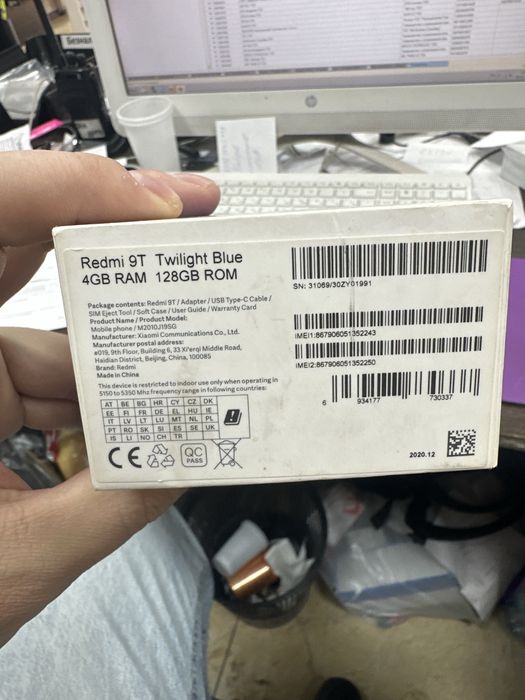 Redmi 9T Twilight Blue
4GB RAM 128GB ROM
Package contents: Redmi 9T / Adapter / USB Type-C Cable /
SIM Eject Tool / Soft Case / User Guide / Warranty Card
Product Name / Product Model:
Mobile phone / M2010J19SG
Manufacturer: Xiaomi Communications Co., Ltd.
Manufacturer postal address:
#019, 9th Floor, Building 6, 33 Xi'erqi Middle Road,
Haidian District, Beijing, China, 100085
Brand: Redmi
Made in China
This device is restricted to indoor use only when operating in
5150 to 5350 Mhz frequency range in following countries:
AT BE BG HR CY CZ DK
EE FI FR DE EL HU IE
IT LV LT LU MT NL PL
PT RO SK SI ES SE UK
IS LI NO CH TR
CE
QC
PASS
SN: 31069/30ZY01991
IMEI1:867906051352243
IMEI2:867906051352250
6 934177 730337
2020.12
hp